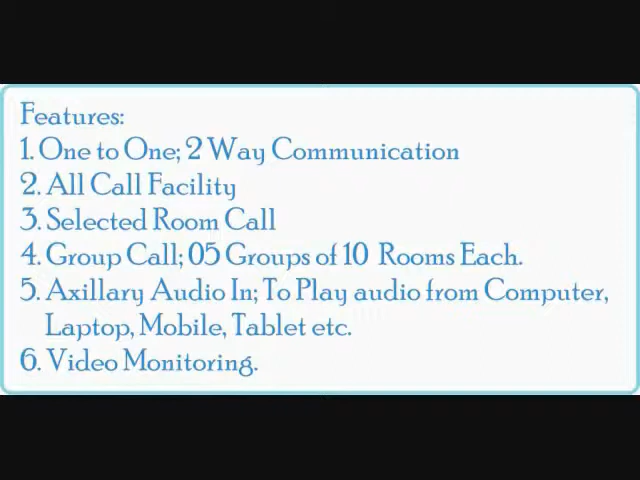 Features:
1. One to One; 2 Way Communication
2. All Call Facility
3. Selected Room Call
4. Group Call; 05 Groups of 10 Rooms Each.
5. Axillary Audio In; To Play audio from Computer,
Laptop, Mobile, Tablet etc.
6. Video Monitoring.